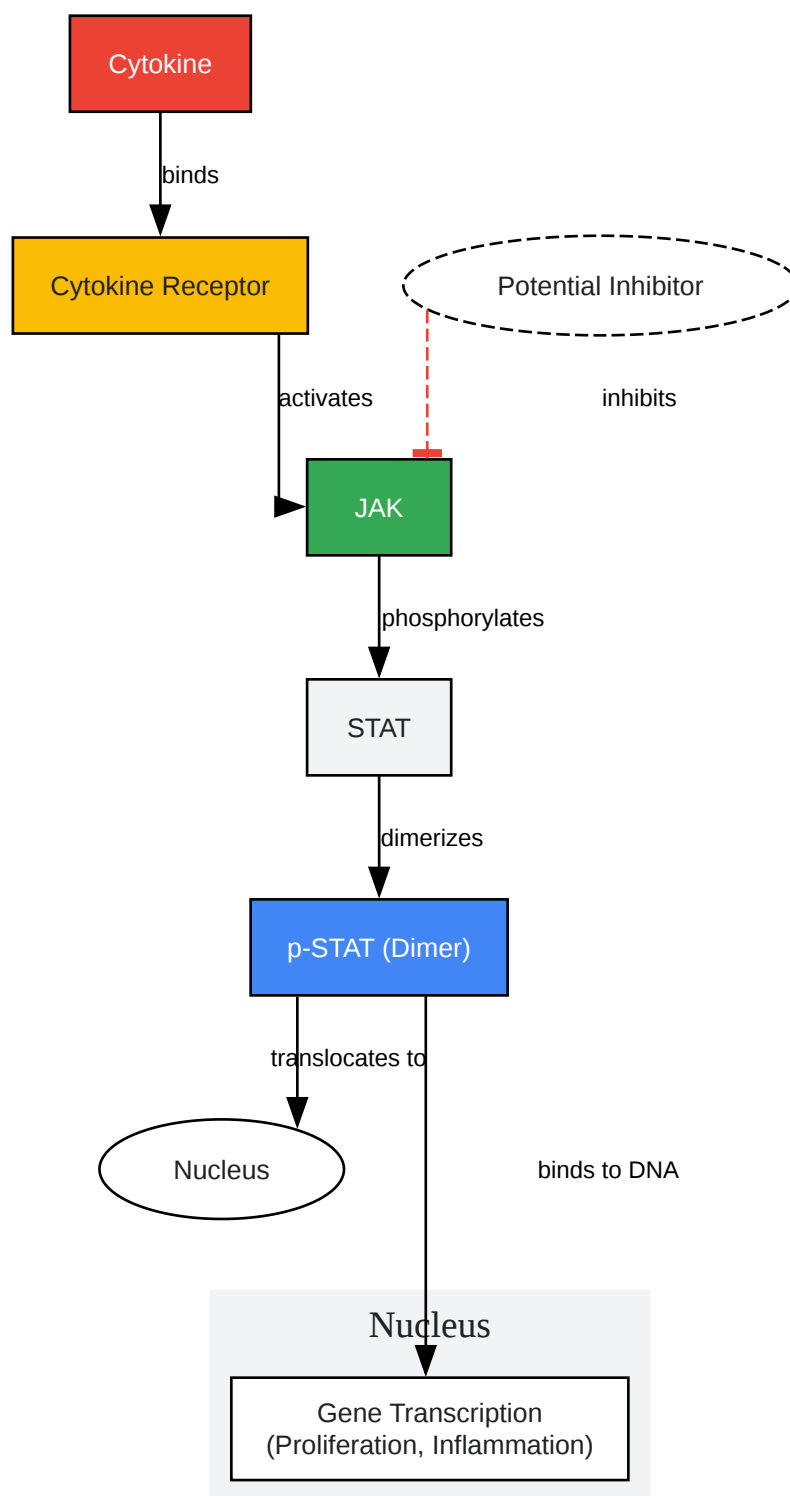 Cytokine
binds
Cytokine Receptor
Potential Inhibitor
activates
inhibits
JAK
phosphorylates
STAT
dimerizes
p-STAT (Dimer)
translocates to
Nucleus
binds to DNA
Nucleus
Gene Transcription
(Proliferation, Inflammation)